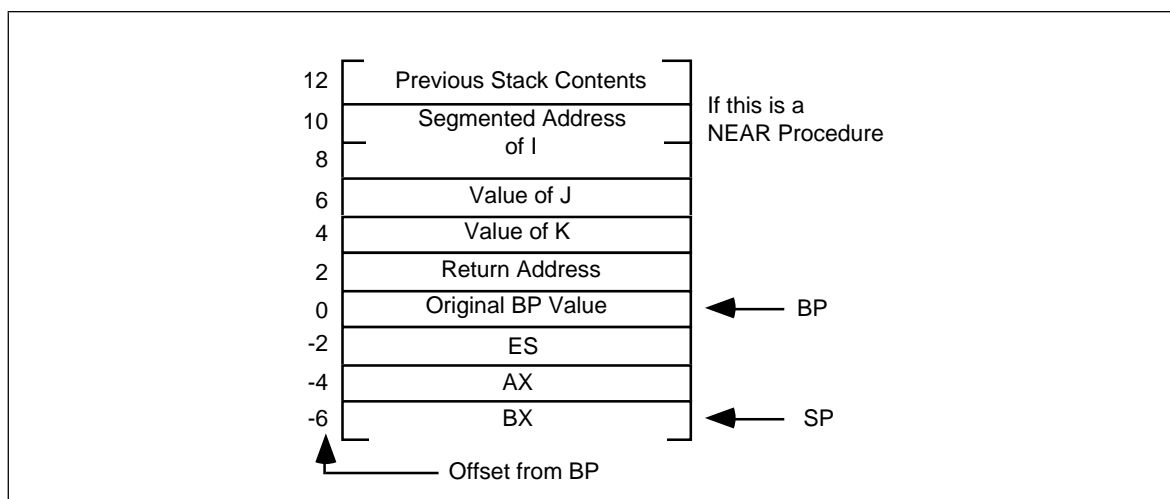 12
Previous Stack Contents
If this is a
NEAR Procedure
10
Segmented Address
of I
8
6
Value of J
4
Value of K
2
Return Address
0
Original BP Value
BP
-2
ES
-4
AX
-6
BX
SP
Offset from BP